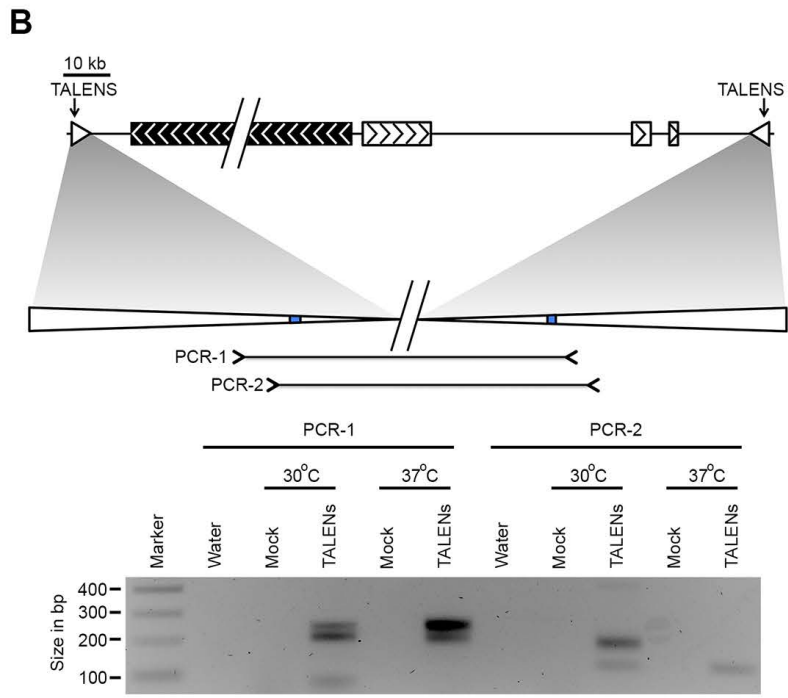 B
10 kb
TALENS
TALENS
PCR-1
PCR-2
PCR-1 PCR-2
30°C 37°C 30°C 37°C
Marker Water Mock TALENs Mock TALENs Water Mock TALENs Mock TALENs
Size in bp
400
300
200
100